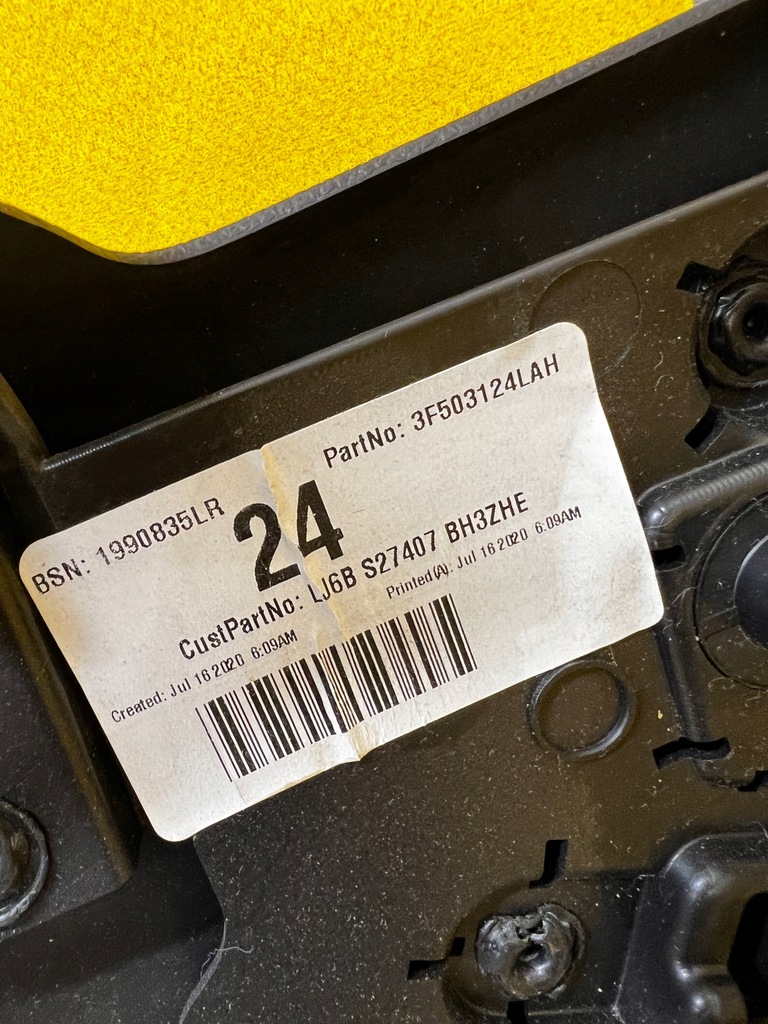 PartNo: 3F503124LAH
BSN: 1990835LR
24
CustPartNo: LJ6B S27407 BH3ZHE
Created: Jul 16 2020 6:09AM
Printed(A): Jul 16 2020 6:09AM